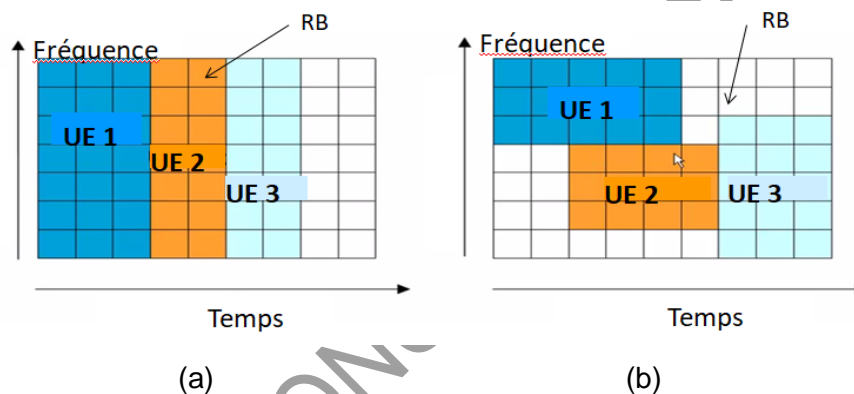 RB
Fréquence
UE 1
UE 2
UE 3
Temps
(a)
RB
Fréquence
UE 1
UE 2
UE 3
Temps
(b)